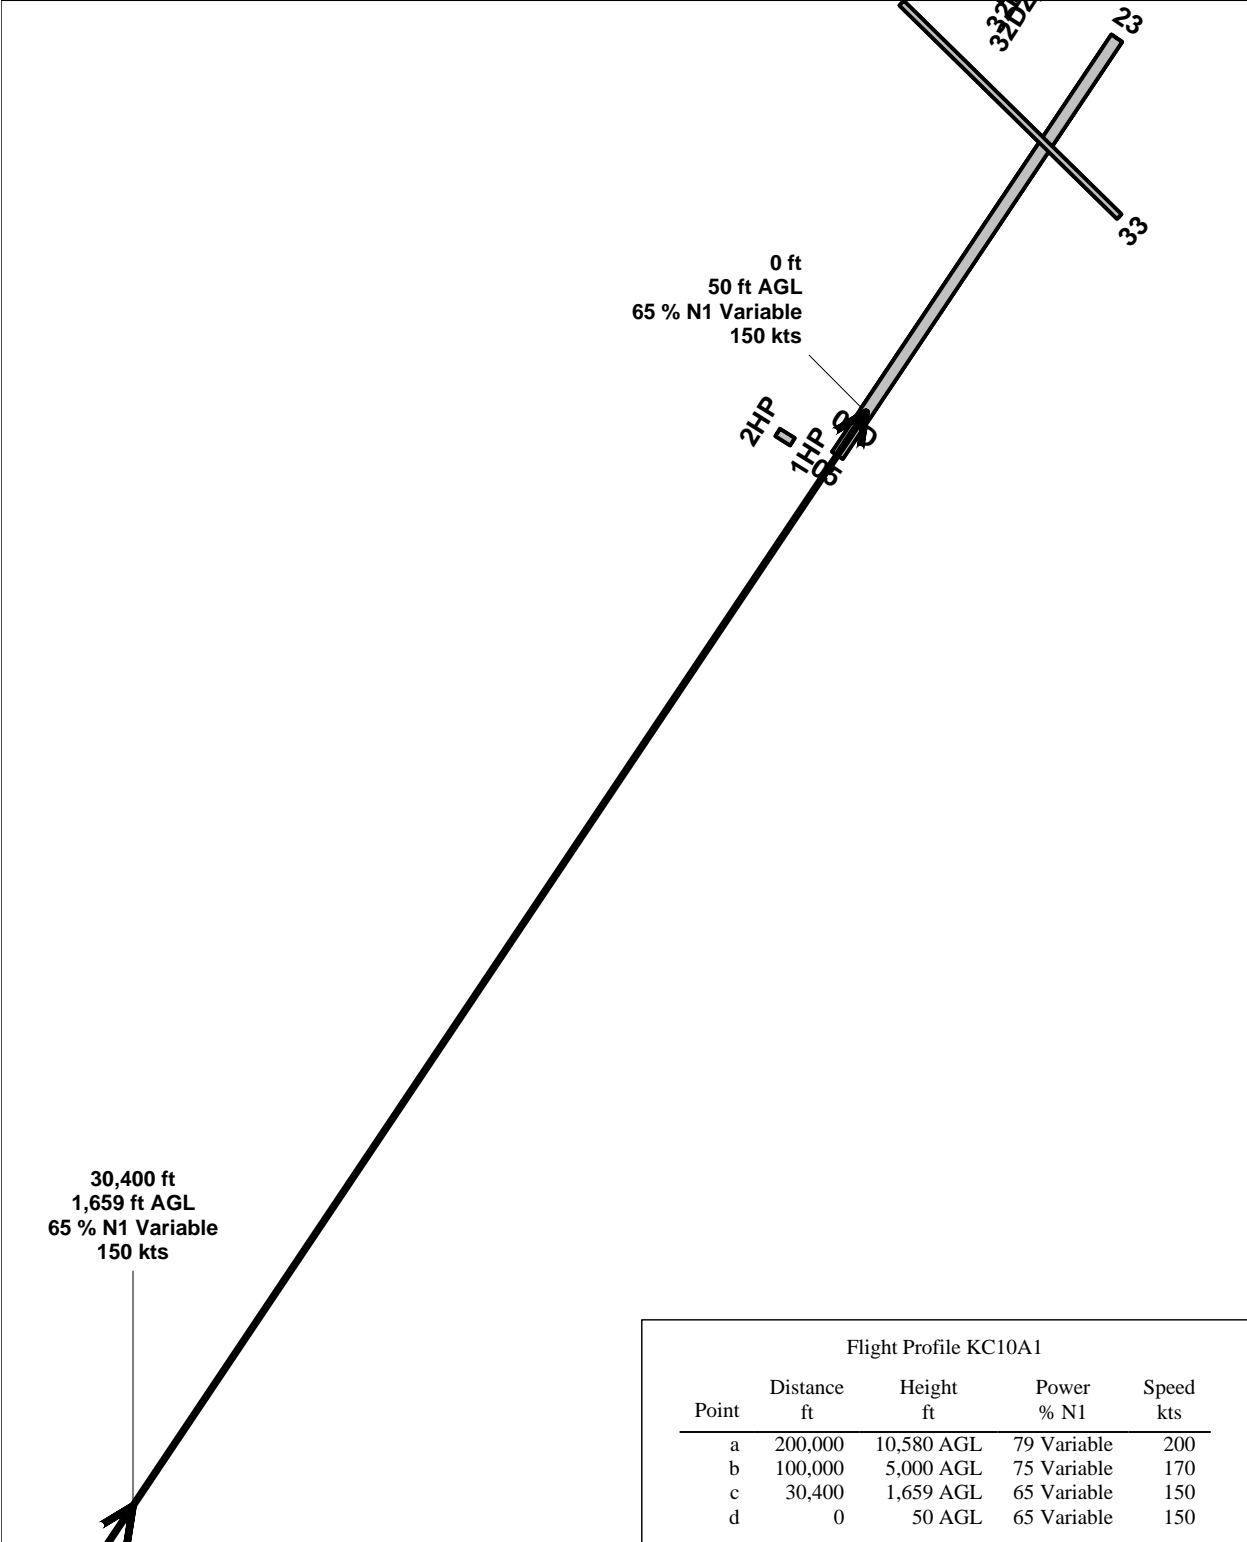 23
33
0 ft
50 ft AGL
65 % N1 Variable
150 kts
2HP
1HP
30,400 ft
1,659 ft AGL
65 % N1 Variable
150 kts
Flight Profile KC10A1
Point Distance ft Height ft Power % N1 Speed kts
a 200,000 10,580 AGL 79 Variable 200
b 100,000 5,000 AGL 75 Variable 170
c 30,400 1,659 AGL 65 Variable 150
d 0 50 AGL 65 Variable 150